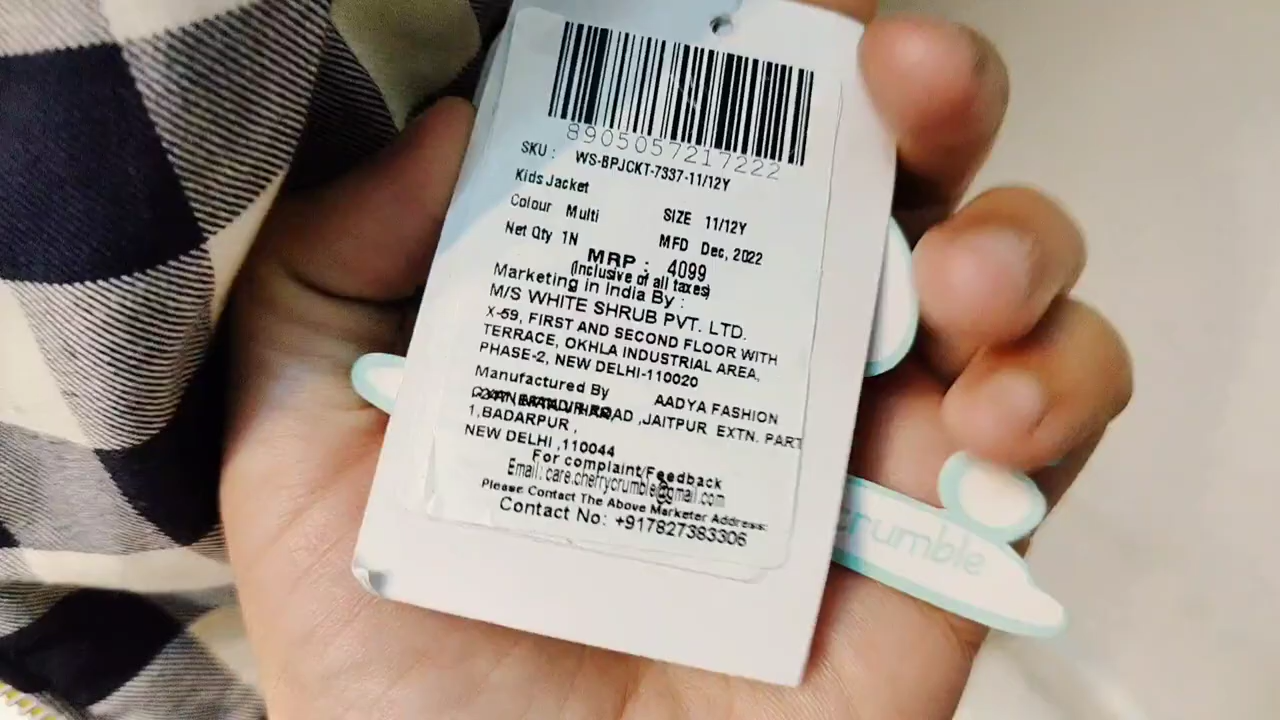 8905057217222
SKU : WS-BPJCKT-7337-11/12Y
Kids Jacket
Colour Multi SIZE 11/12Y
Net Qty 1N MFD Dec, 2022
MRP : 4099
(Inclusive of all taxes)
Marketing in India By :
M/S WHITE SHRUB PVT. LTD.
X-59, FIRST AND SECOND FLOOR WITH
TERRACE, OKHLA INDUSTRIAL AREA,
PHASE-2, NEW DELHI-110020
Manufactured By AADYA FASHION
ROAD ,JAITPUR EXTN. PART
1,BADARPUR ,
NEW DELHI ,110044
For complaint/Feedback
Email: care.cherrycrumble@gmail.com
Please Contact The Above Marketer Address:
Contact No: +917827383306
crumble